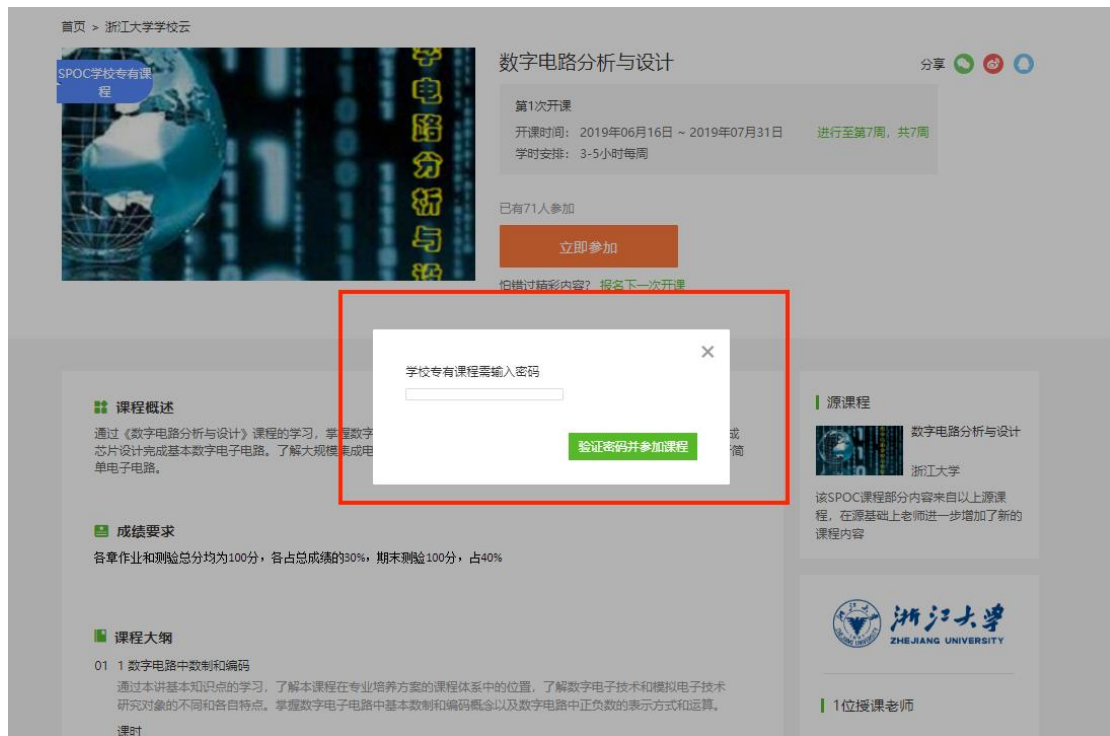 首页 > 浙江大学学校云
SPOC学校专有课
程
字电路分析与设
数字电路分析与设计
分享
第1次开课
开课时间: 2019年06月16日 ~ 2019年07月31日 进行至第7周, 共7周
学时安排: 3-5小时每周
已有71人参加
立即参加
怕错过精彩内容? 报名下一次开课
学校专有课程需输入密码
验证密码并参加课程
课程概述
通过《数字电路分析与设计》课程的学习, 掌握数字 成
芯片设计完成基本数字电子电路。了解大规模集成电 简
单电子电路。
成绩要求
各章作业和测验总分均为100分，各占总成绩的30%，期末测验100分，占40%
课程大纲
01 1 数字电路中数制和编码
通过本讲基本知识点的学习, 了解本课程在专业培养方案的课程体系中的位置, 了解数字电子技术和模拟电子技术
研究对象的不同和各自特点。掌握数字电子电路中基本数制和编码概念以及数字电路中正负数的表示方式和运算。
课时
源课程
数字电路分析与设计
浙江大学
该SPOC课程部分内容来自以上源课
程, 在源基础上老师进一步增加了新的
课程内容
浙江大学
ZHEJIANG UNIVERSITY
1位授课老师